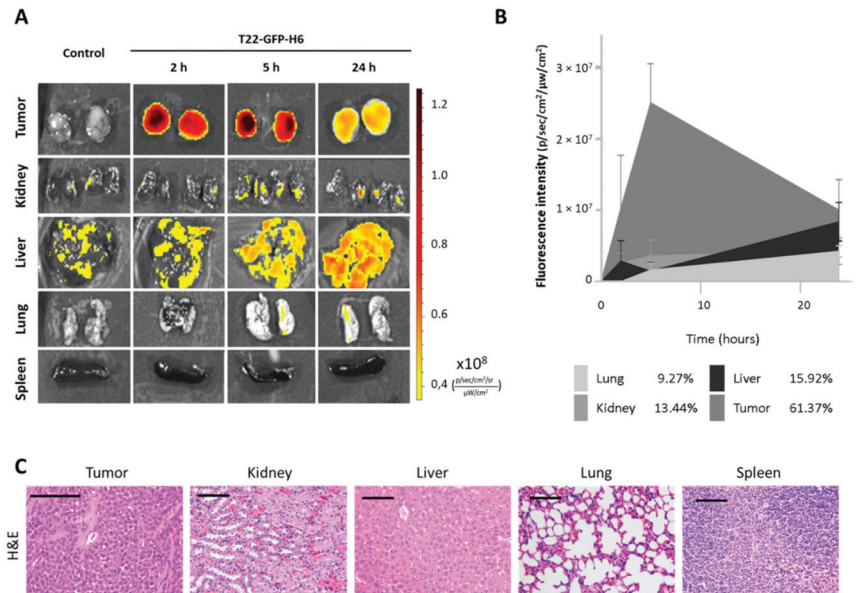 A
T22-GFP-H6
Control
2 h
5 h
24 h
Tumor
Kidney
Liver
Lung
Spleen
1.2
1.0
0.8
0.6
0,4
x10⁸
(p/sec/cm²/sr
μW/cm²)
B
Fluorescence intensity (p/sec/cm²/μw/cm²)
3 × 10⁷
2 × 10⁷
1 × 10⁷
0
0
10
20
Time (hours)
Lung 9.27% Liver 15.92%
Kidney 13.44% Tumor 61.37%
C
Tumor
Kidney
Liver
Lung
Spleen
H&E